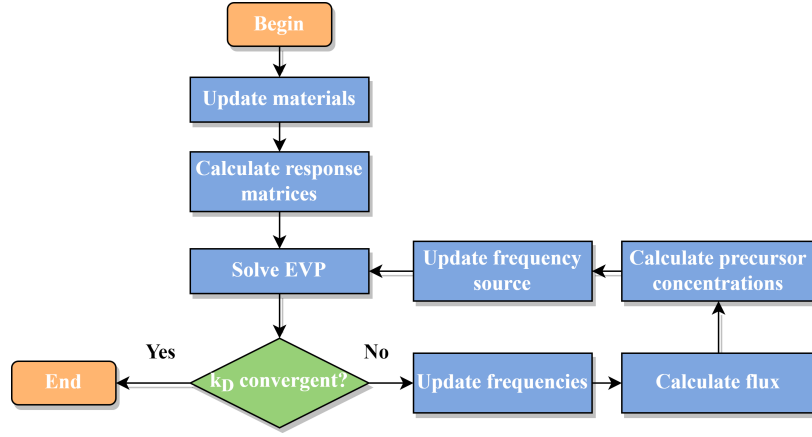 Begin
Update materials
Calculate response
matrices
Solve EVP
Update frequency
source
Calculate precursor
concentrations
Yes
No
End
k_D convergent?
Update frequencies
Calculate flux